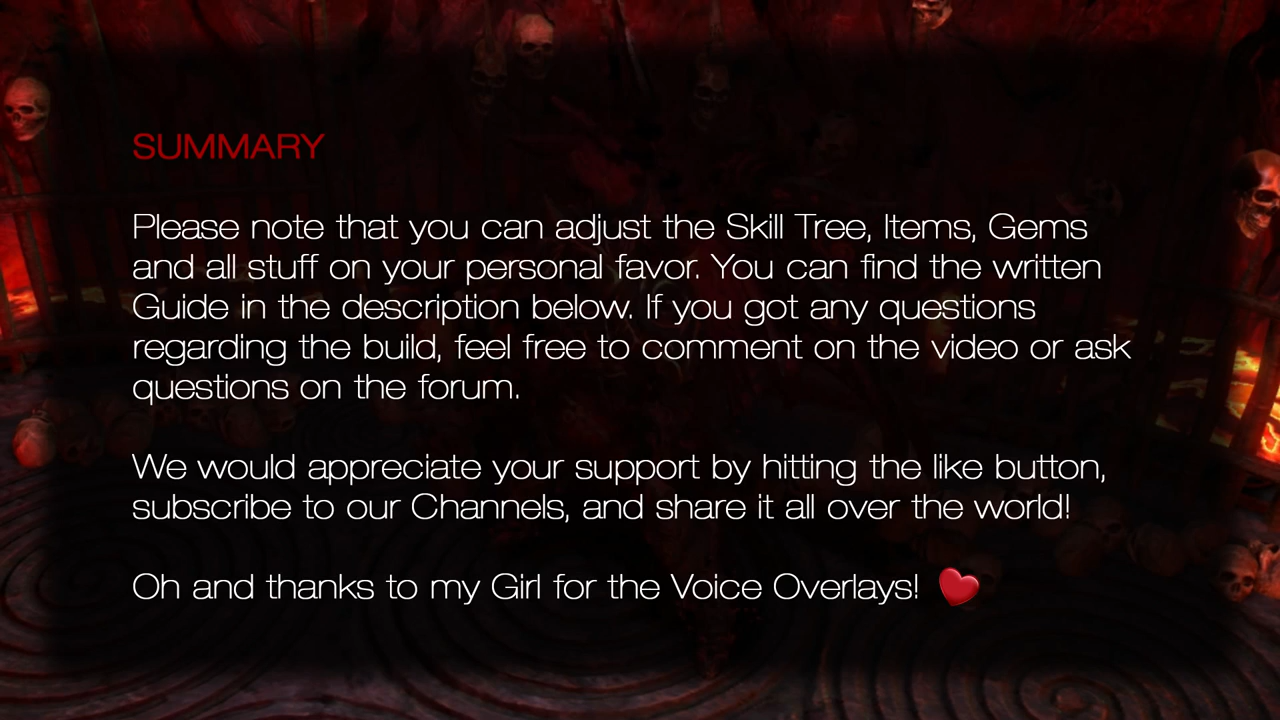 SUMMARY
Please note that you can adjust the Skill Tree, Items, Gems
and all stuff on your personal favor. You can find the written
Guide in the description below. If you got any questions
regarding the build, feel free to comment on the video or ask
questions on the forum.
We would appreciate your support by hitting the like button,
subscribe to our Channels, and share it all over the world!
Oh and thanks to my Girl for the Voice Overlays! ❤